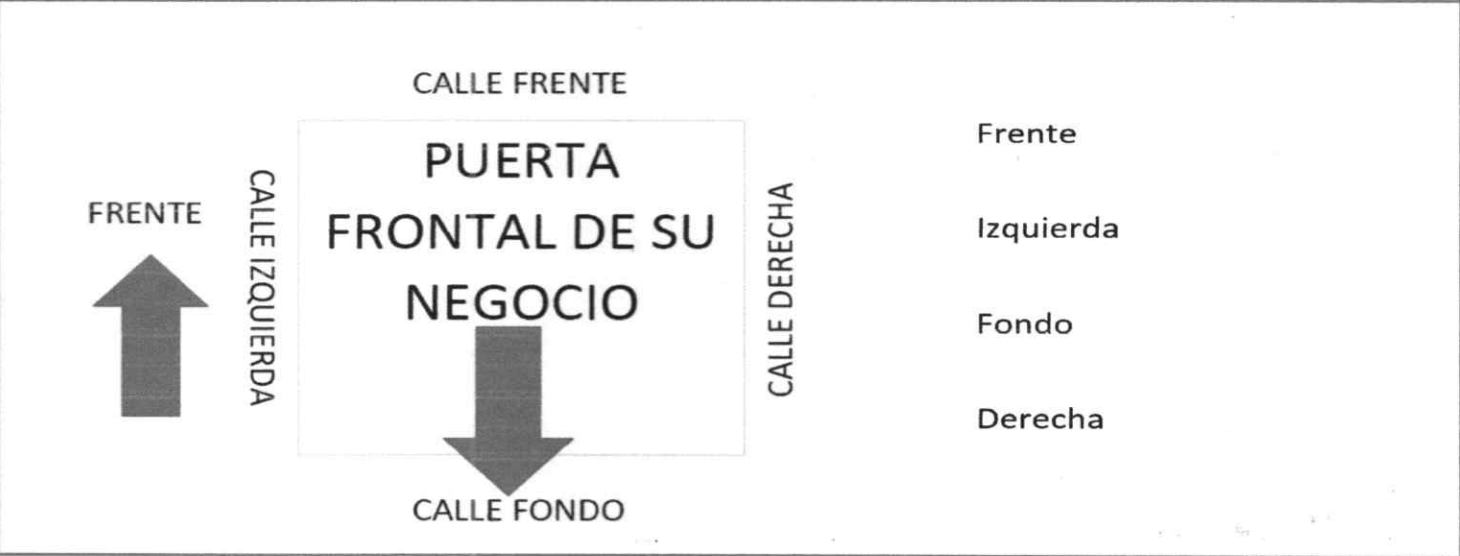 CALLE FRENTE
PUERTA
FRONTAL DE SU
NEGOCIO
FRENTE
CALLE IZQUIERDA
CALLE DERECHA
CALLE FONDO
Frente
Izquierda
Fondo
Derecha